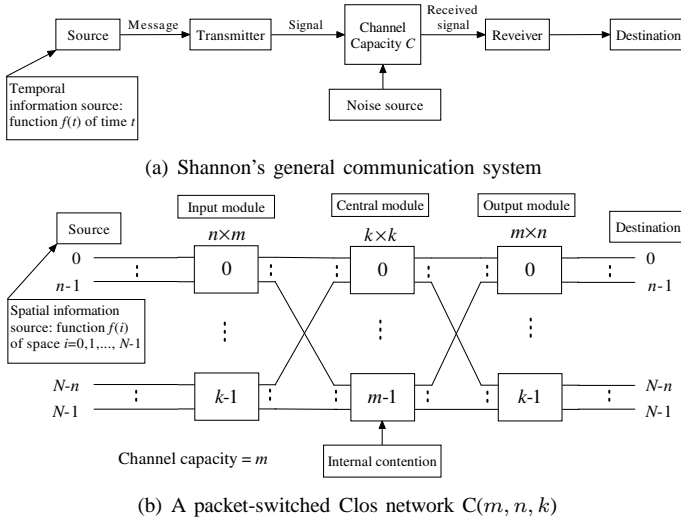 Source
Message
Transmitter
Signal
Channel
Capacity C
Received
signal
Reveiver
Destination
Temporal
information source:
function f(t) of time t
Noise source
(a) Shannon's general communication system
Source
Input module
Central module
Output module
Destination
n×m
k×k
m×n
0
0
0
0
0
n-1
n-1
Spatial information
source: function f(i)
of space i=0,1,..., N-1
N-n
N-n
k-1
m-1
k-1
N-1
N-1
Channel capacity = m
Internal contention
(b) A packet-switched Clos network C(m, n, k)